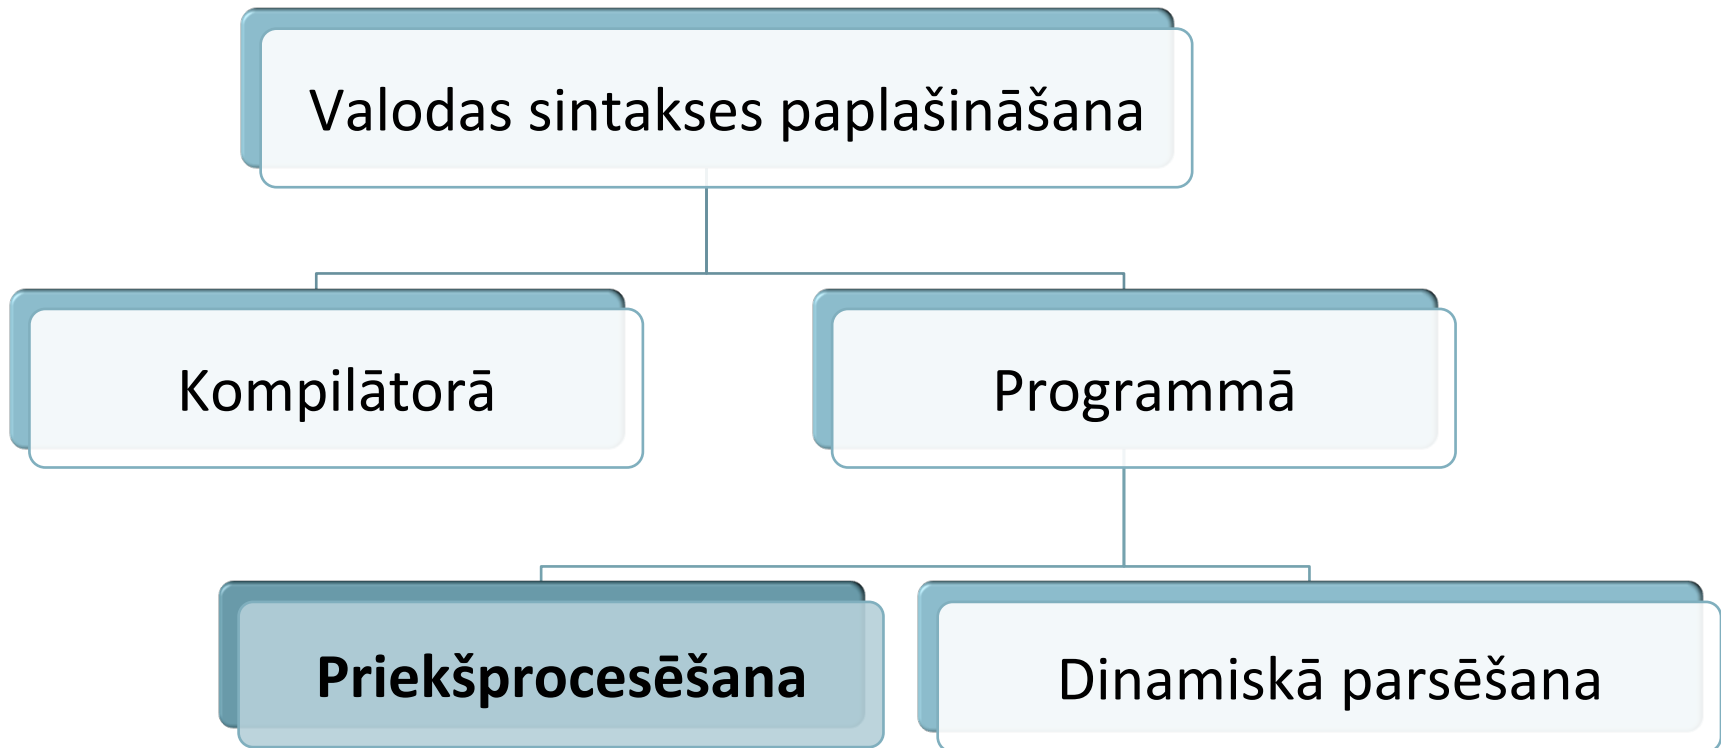 Valodas sintakses paplašināšana
Kompilātorā
Programmā
Priekšprocesēšana
Dinamiskā parsēšana